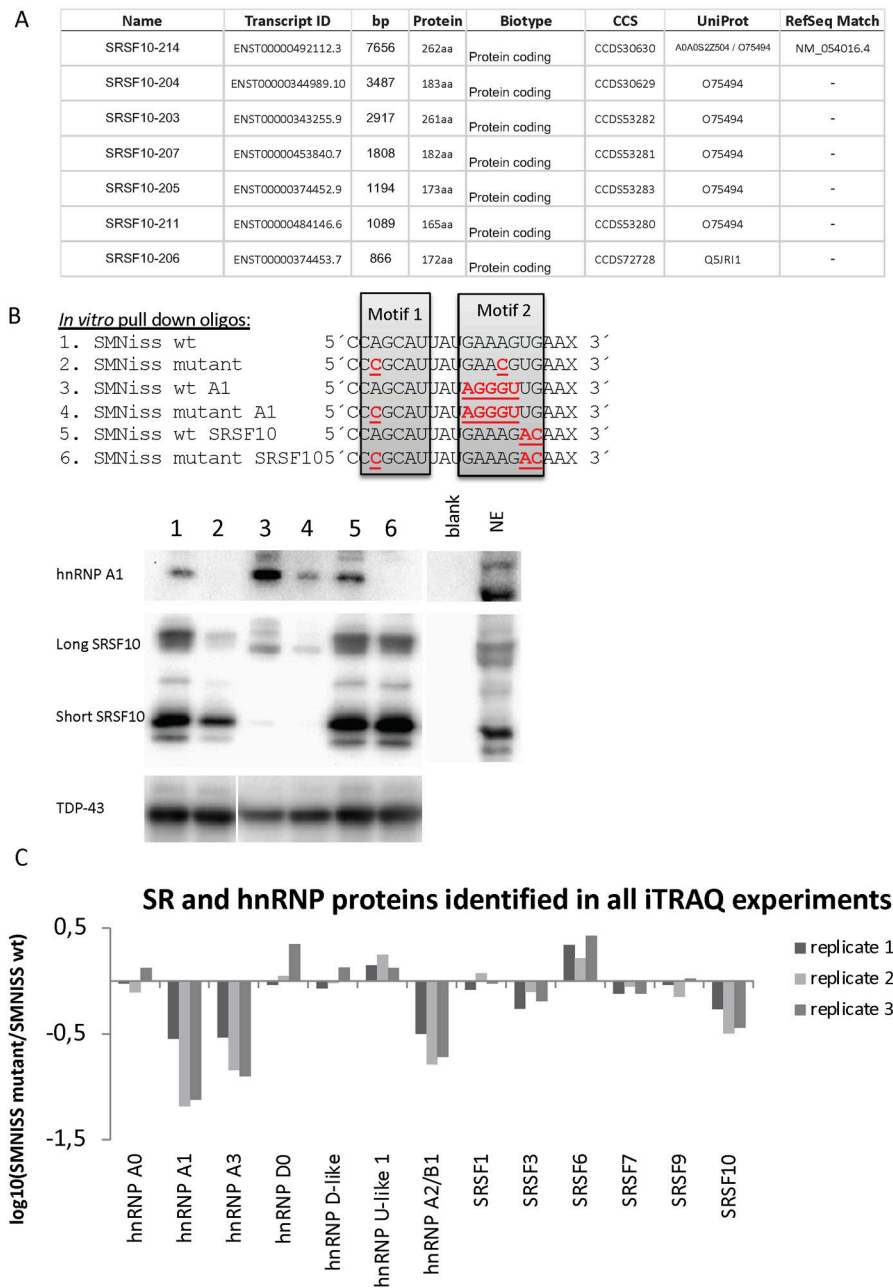 A
Name Transcript ID bp Protein Biotype CCS UniProt RefSeq Match
SRSF10-214 ENST00000492112.3 7656 262aa Protein coding CCDS30630 A0A0S2Z504 / O75494 NM_054016.4
SRSF10-204 ENST00000344989.10 3487 183aa Protein coding CCDS30629 O75494 -
SRSF10-203 ENST00000343255.9 2917 261aa Protein coding CCDS53282 O75494 -
SRSF10-207 ENST00000453840.7 1808 182aa Protein coding CCDS53281 O75494 -
SRSF10-205 ENST00000374452.9 1194 173aa Protein coding CCDS53283 O75494 -
SRSF10-211 ENST00000484146.6 1089 165aa Protein coding CCDS53280 O75494 -
SRSF10-206 ENST00000374453.7 866 172aa Protein coding CCDS72728 Q5JRI1 -
B
In vitro pull down oligos:
Motif 1 Motif 2
1. SMNiss wt 5´CCAGCAUUAUGAAAGUGAAX 3´
2. SMNiss mutant 5´CCCGCAUUAUGAACGUGAAX 3´
3. SMNiss wt A1 5´CCAGCAUUAUAGGGUUGAAX 3´
4. SMNiss mutant A1 5´CCCGCAUUAUAGGGUUGAAX 3´
5. SMNiss wt SRSF10 5´CCAGCAUUAUGAAAGACAAX 3´
6. SMNiss mutant SRSF105´CCCGCAUUAUGAAAGACAAX 3´
1 2 3 4 5 6 blank NE
hnRNP A1
Long SRSF10
Short SRSF10
TDP-43
C
SR and hnRNP proteins identified in all iTRAQ experiments
log10(SMNISS mutant/SMNISS wt)
0,5
-0,5
-1,5
replicate 1
replicate 2
replicate 3
hnRNP A0
hnRNP A1
hnRNP A3
hnRNP D0
hnRNP D-like
hnRNP U-like 1
hnRNP A2/B1
SRSF1
SRSF3
SRSF6
SRSF7
SRSF9
SRSF10